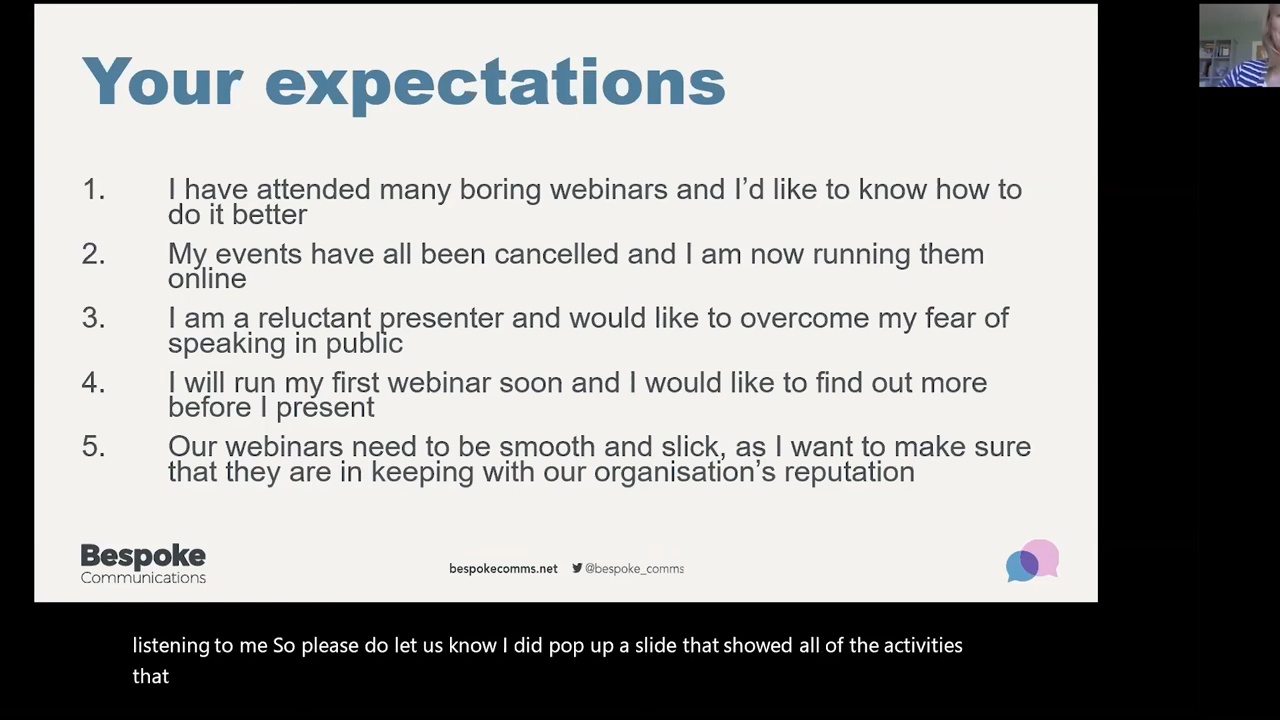 Your expectations
1. I have attended many boring webinars and I’d like to know how to
do it better
2. My events have all been cancelled and I am now running them
online
3. I am a reluctant presenter and would like to overcome my fear of
speaking in public
4. I will run my first webinar soon and I would like to find out more
before I present
5. Our webinars need to be smooth and slick, as I want to make sure
that they are in keeping with our organisation’s reputation
Bespoke
Communications
bespokecomms.net @bespoke_comms
listening to me So please do let us know I did pop up a slide that showed all of the activities
that